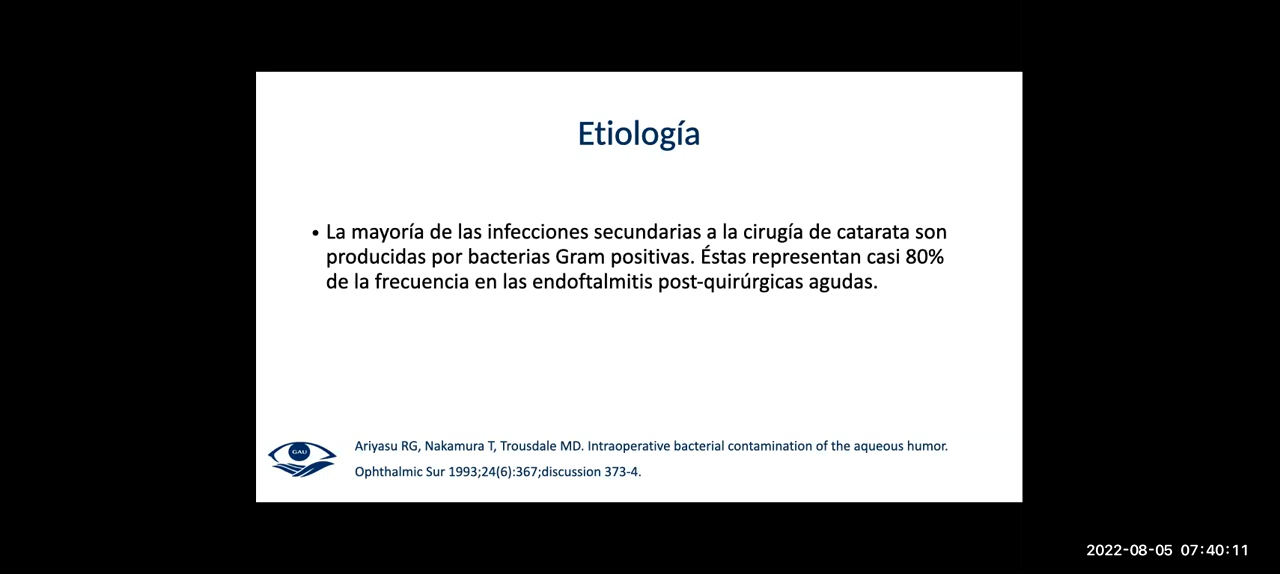 Etiología
• La mayoría de las infecciones secundarias a la cirugía de catarata son
producidas por bacterias Gram positivas. Éstas representan casi 80%
de la frecuencia en las endoftalmitis post-quirúrgicas agudas.
GAU
Ariyasu RG, Nakamura T, Trousdale MD. Intraoperative bacterial contamination of the aqueous humor.
Ophthalmic Sur 1993;24(6):367;discussion 373-4.
2022-08-05 07:40:11